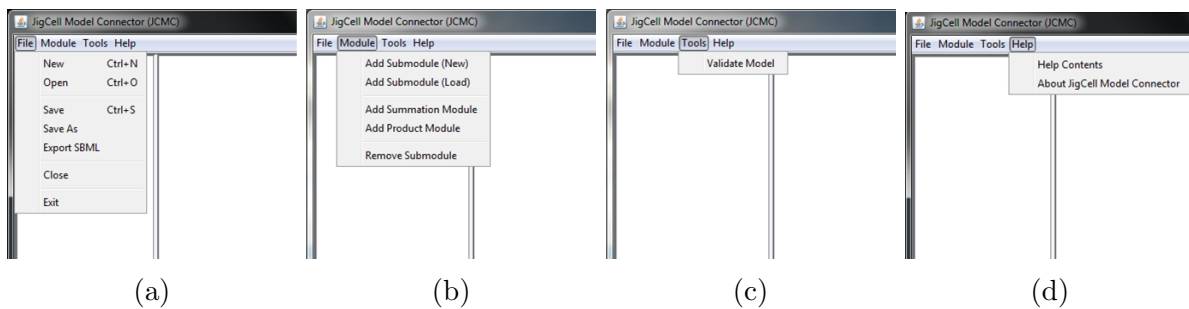 JigCell Model Connector (JCMC)
File Module Tools Help
New Ctrl+N
Open Ctrl+O
Save Ctrl+S
Save As
Export SBML
Close
Exit
(a)
JigCell Model Connector (JCMC)
File Module Tools Help
Add Submodule (New)
Add Submodule (Load)
Add Summation Module
Add Product Module
Remove Submodule
(b)
JigCell Model Connector (JCMC)
File Module Tools Help
Validate Model
(c)
JigCell Model Connector (JCMC)
File Module Tools Help
Help Contents
About JigCell Model Connector
(d)